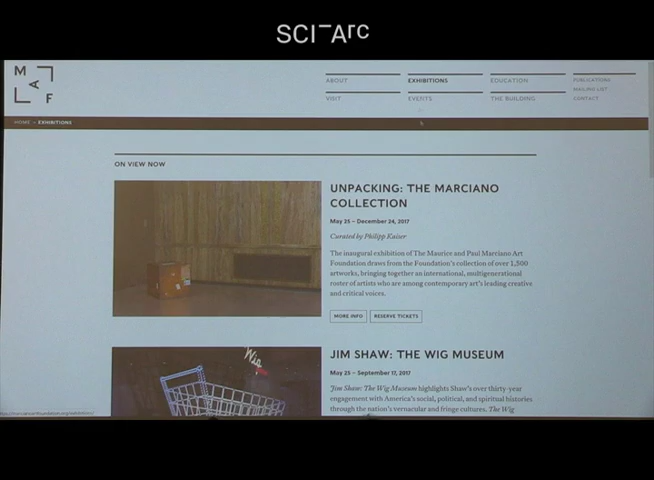 SCI-Arc
M A F
ABOUT EXHIBITIONS EDUCATION PUBLICATIONS
MAILING LIST
VISIT EVENTS THE BUILDING CONTACT
HOME – EXHIBITIONS
ON VIEW NOW
UNPACKING: THE MARCIANO
COLLECTION
May 25 – December 24, 2017
Curated by Philipp Kaiser
The inaugural exhibition of The Maurice and Paul Marciano Art
Foundation draws from the Foundation's collection of over 1,500
artworks, bringing together an international, multigenerational
roster of artists who are among contemporary art's leading creative
and critical voices.
MORE INFO RESERVE TICKETS
Wig
JIM SHAW: THE WIG MUSEUM
May 25 – September 17, 2017
Jim Shaw: The Wig Museum highlights Shaw's over thirty-year
engagement with America's social, political, and spiritual histories
through the nation's vernacular and fringe cultures. The Wig